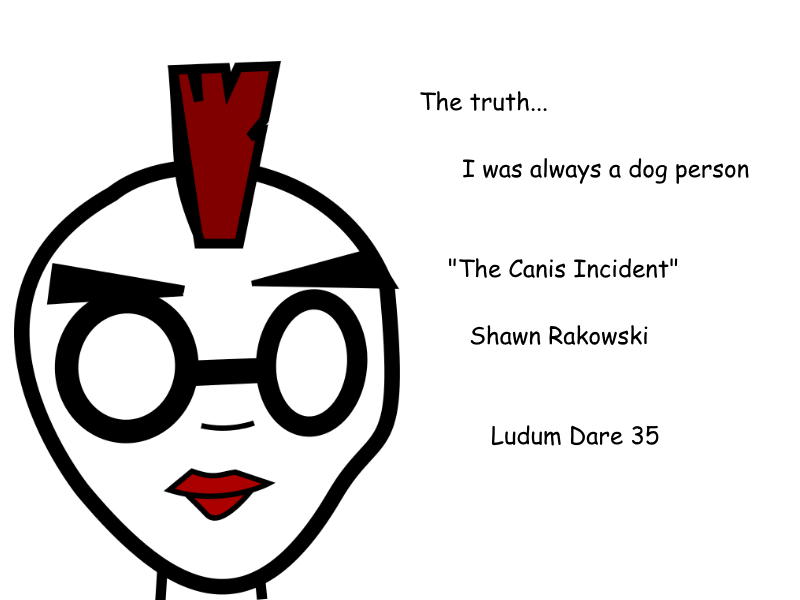 The truth...
I was always a dog person
"The Canis Incident"
Shawn Rakowski
Ludum Dare 35